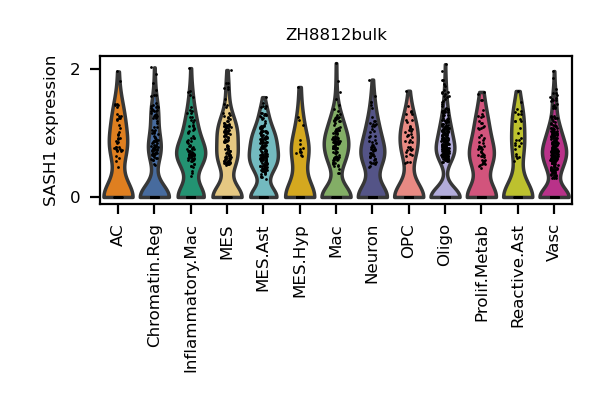 ZH8812bulk
SASH1 expression
2
0
AC
Chromatin.Reg
Inflammatory.Mac
MES
MES.Ast
MES.Hyp
Mac
Neuron
OPC
Oligo
Prolif.Metab
Reactive.Ast
Vasc